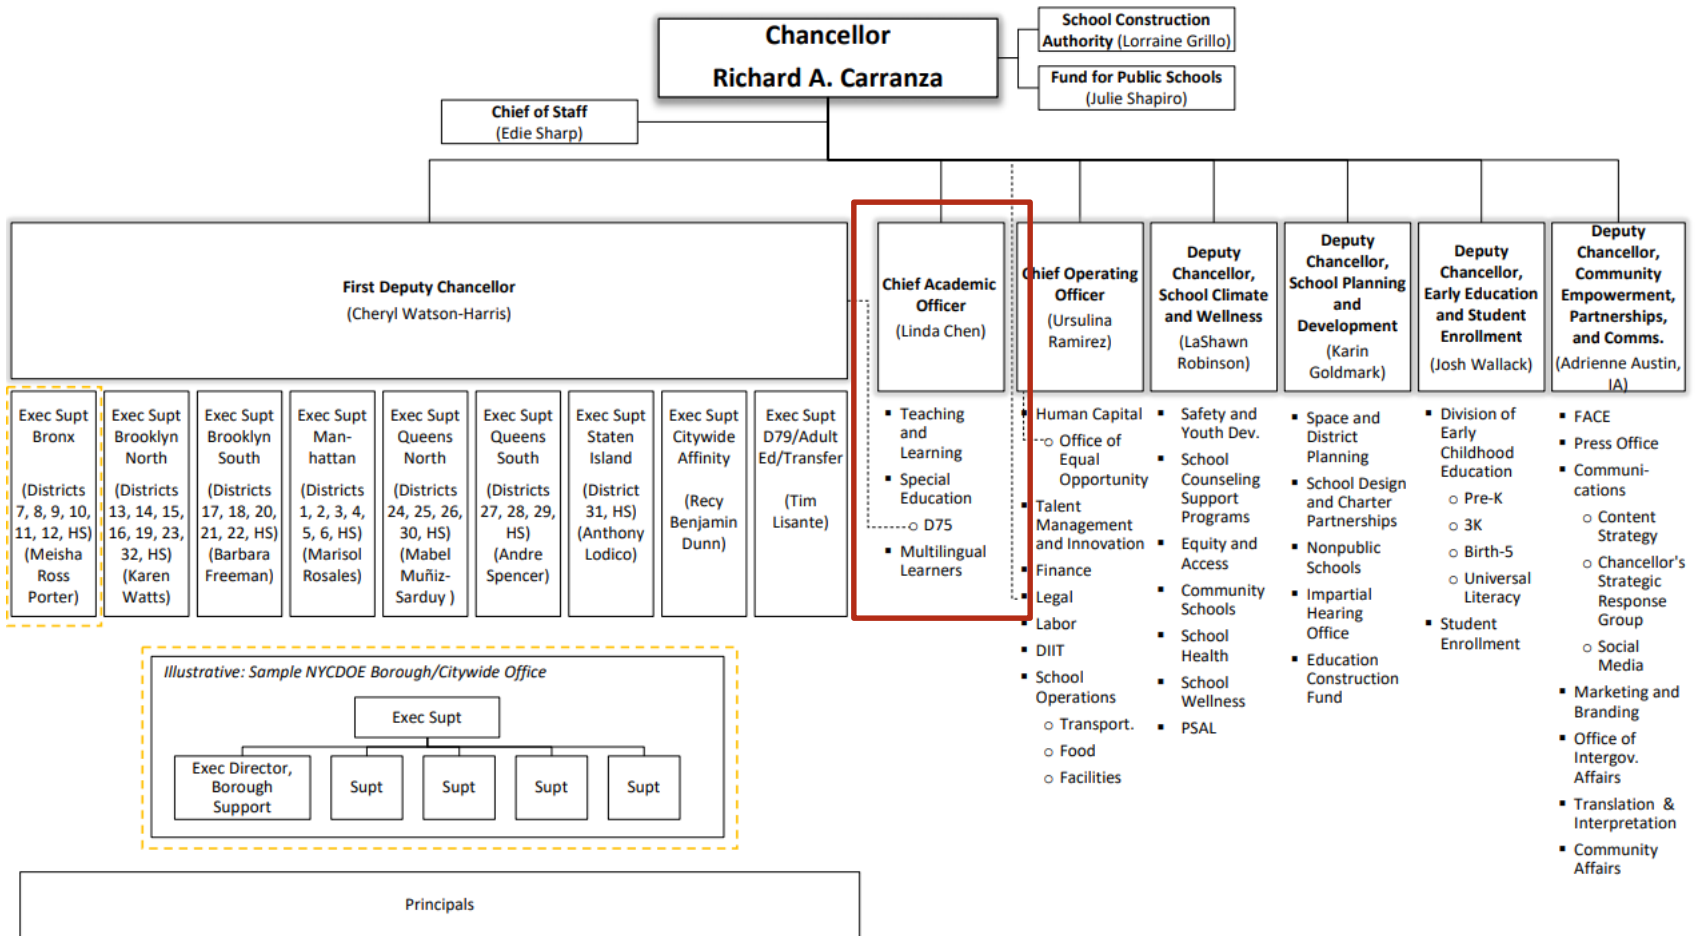 Chancellor
Richard A. Carranza
School Construction
Authority (Lorraine Grillo)
Fund for Public Schools
(Julie Shapiro)
Chief of Staff
(Edie Sharp)
First Deputy Chancellor
(Cheryl Watson-Harris)
Chief Academic
Officer
(Linda Chen)
Chief Operating
Officer
(Ursulina
Ramirez)
Deputy
Chancellor,
School Climate
and Wellness
(LaShawn
Robinson)
Deputy
Chancellor,
School Planning
and
Development
(Karin
Goldmark)
Deputy
Chancellor,
Early Education
and Student
Enrollment
(Josh Wallack)
Deputy
Chancellor,
Community
Empowerment,
Partnerships,
and Comms.
(Adrienne Austin,
IA)
Exec Supt
Bronx
(Districts
7, 8, 9, 10,
11, 12, HS)
(Meisha
Ross
Porter)
Exec Supt
Brooklyn
North
(Districts
13, 14, 15,
16, 19, 23,
32, HS)
(Karen
Watts)
Exec Supt
Brooklyn
South
(Districts
17, 18, 20,
21, 22, HS)
(Barbara
Freeman)
Exec Supt
Man-
hattan
(Districts
1, 2, 3, 4,
5, 6, HS)
(Marisol
Rosales)
Exec Supt
Queens
North
(Districts
24, 25, 26,
30, HS)
(Mabel
Muñiz-
Sarduy )
Exec Supt
Queens
South
(Districts
27, 28, 29,
HS)
(Andre
Spencer)
Exec Supt
Staten
Island
(District
31, HS)
(Anthony
Lodico)
Exec Supt
Citywide
Affinity
(Recy
Benjamin
Dunn)
Exec Supt
D79/Adult
Ed/Transfer
(Tim
Lisante)
▪ Teaching
and
Learning
▪ Special
Education
o D75
▪ Multilingual
Learners
▪ Human Capital
o Office of
Equal
Opportunity
▪ Talent
Management
and Innovation
▪ Finance
▪ Legal
▪ Labor
▪ DIIT
▪ School
Operations
o Transport.
o Food
o Facilities
▪ Safety and
Youth Dev.
▪ School
Counseling
Support
Programs
▪ Equity and
Access
▪ Community
Schools
▪ School
Health
▪ School
Wellness
▪ PSAL
▪ Space and
District
Planning
▪ School Design
and Charter
Partnerships
▪ Nonpublic
Schools
▪ Impartial
Hearing
Office
▪ Education
Construction
Fund
▪ Division of
Early
Childhood
Education
o Pre-K
o 3K
o Birth-5
o Universal
Literacy
▪ Student
Enrollment
▪ FACE
▪ Press Office
▪ Communi-
cations
o Content
Strategy
o Chancellor's
Strategic
Response
Group
o Social
Media
▪ Marketing and
Branding
▪ Office of
Intergov.
Affairs
▪ Translation &
Interpretation
▪ Community
Affairs
Illustrative: Sample NYCDOE Borough/Citywide Office
Exec Supt
Exec Director,
Borough
Support
Supt
Supt
Supt
Supt
Principals